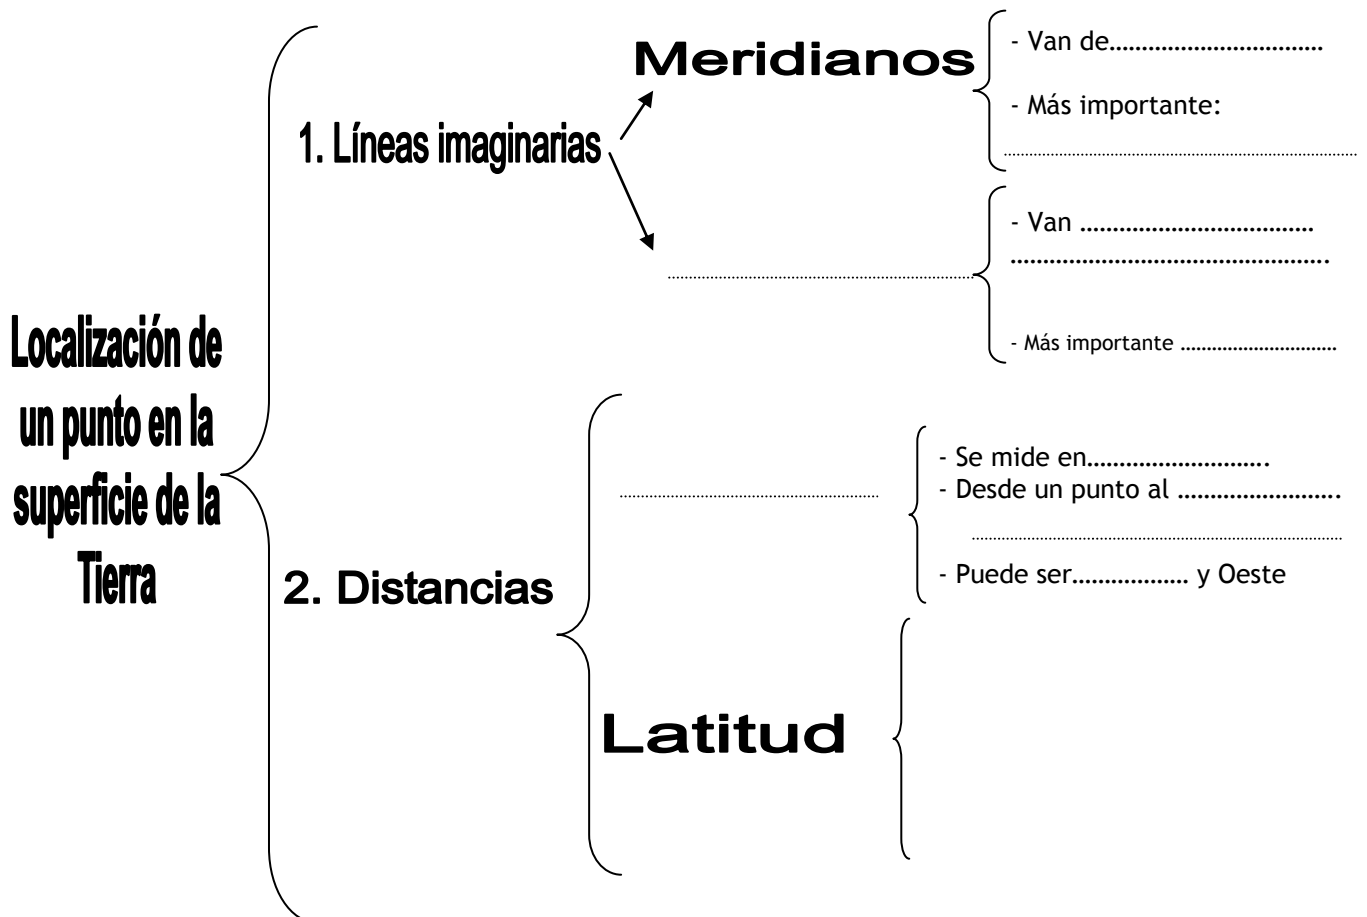 Localización de
un punto en la
superficie de la
Tierra
1. Líneas imaginarias
Meridianos
- Van de.................................
- Más importante:
..........................................................................................
- Van ....................................
.................................................
- Más importante .............................
..............................................................................
2. Distancias
..................................................................
- Se mide en............................
- Desde un punto al .........................
..............................................................................................
- Puede ser.................. y Oeste
Latitud